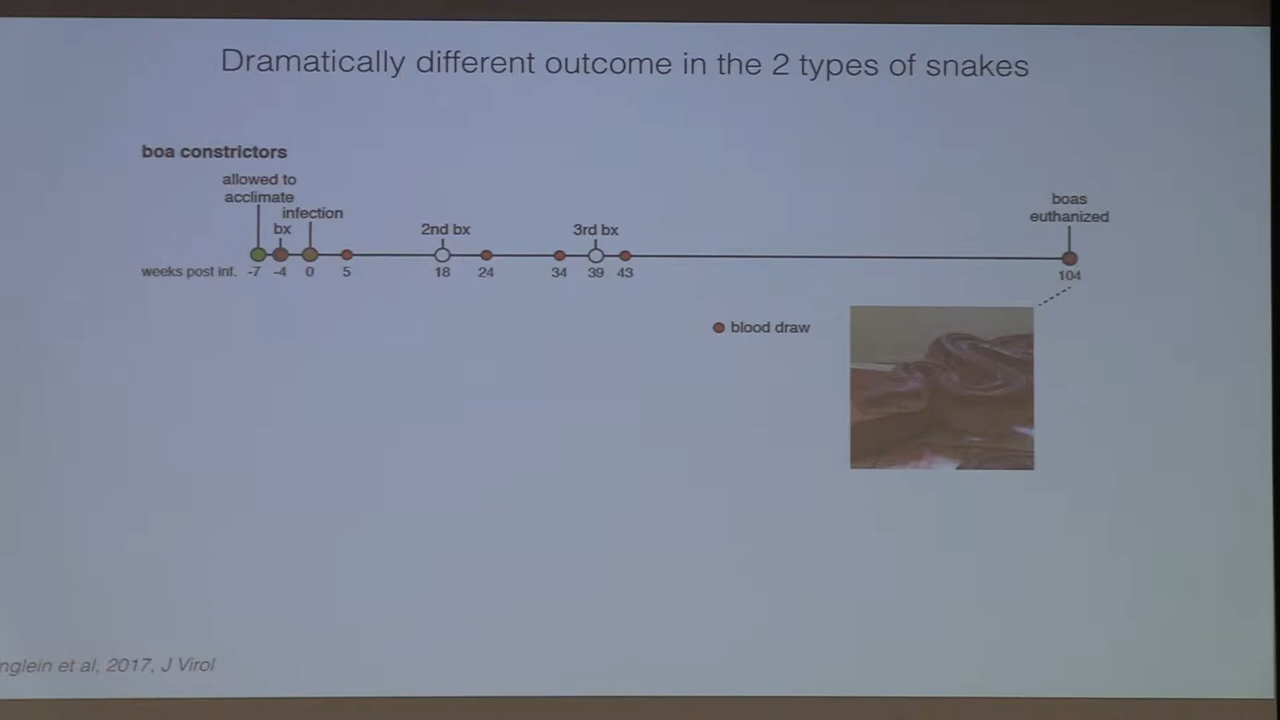 Dramatically different outcome in the 2 types of snakes
boa constrictors
allowed to
acclimate
infection
bx
2nd bx
3rd bx
boas
euthanized
weeks post inf. -7 -4 0 5 18 24 34 39 43 104
blood draw
nglein et al, 2017, J Virol